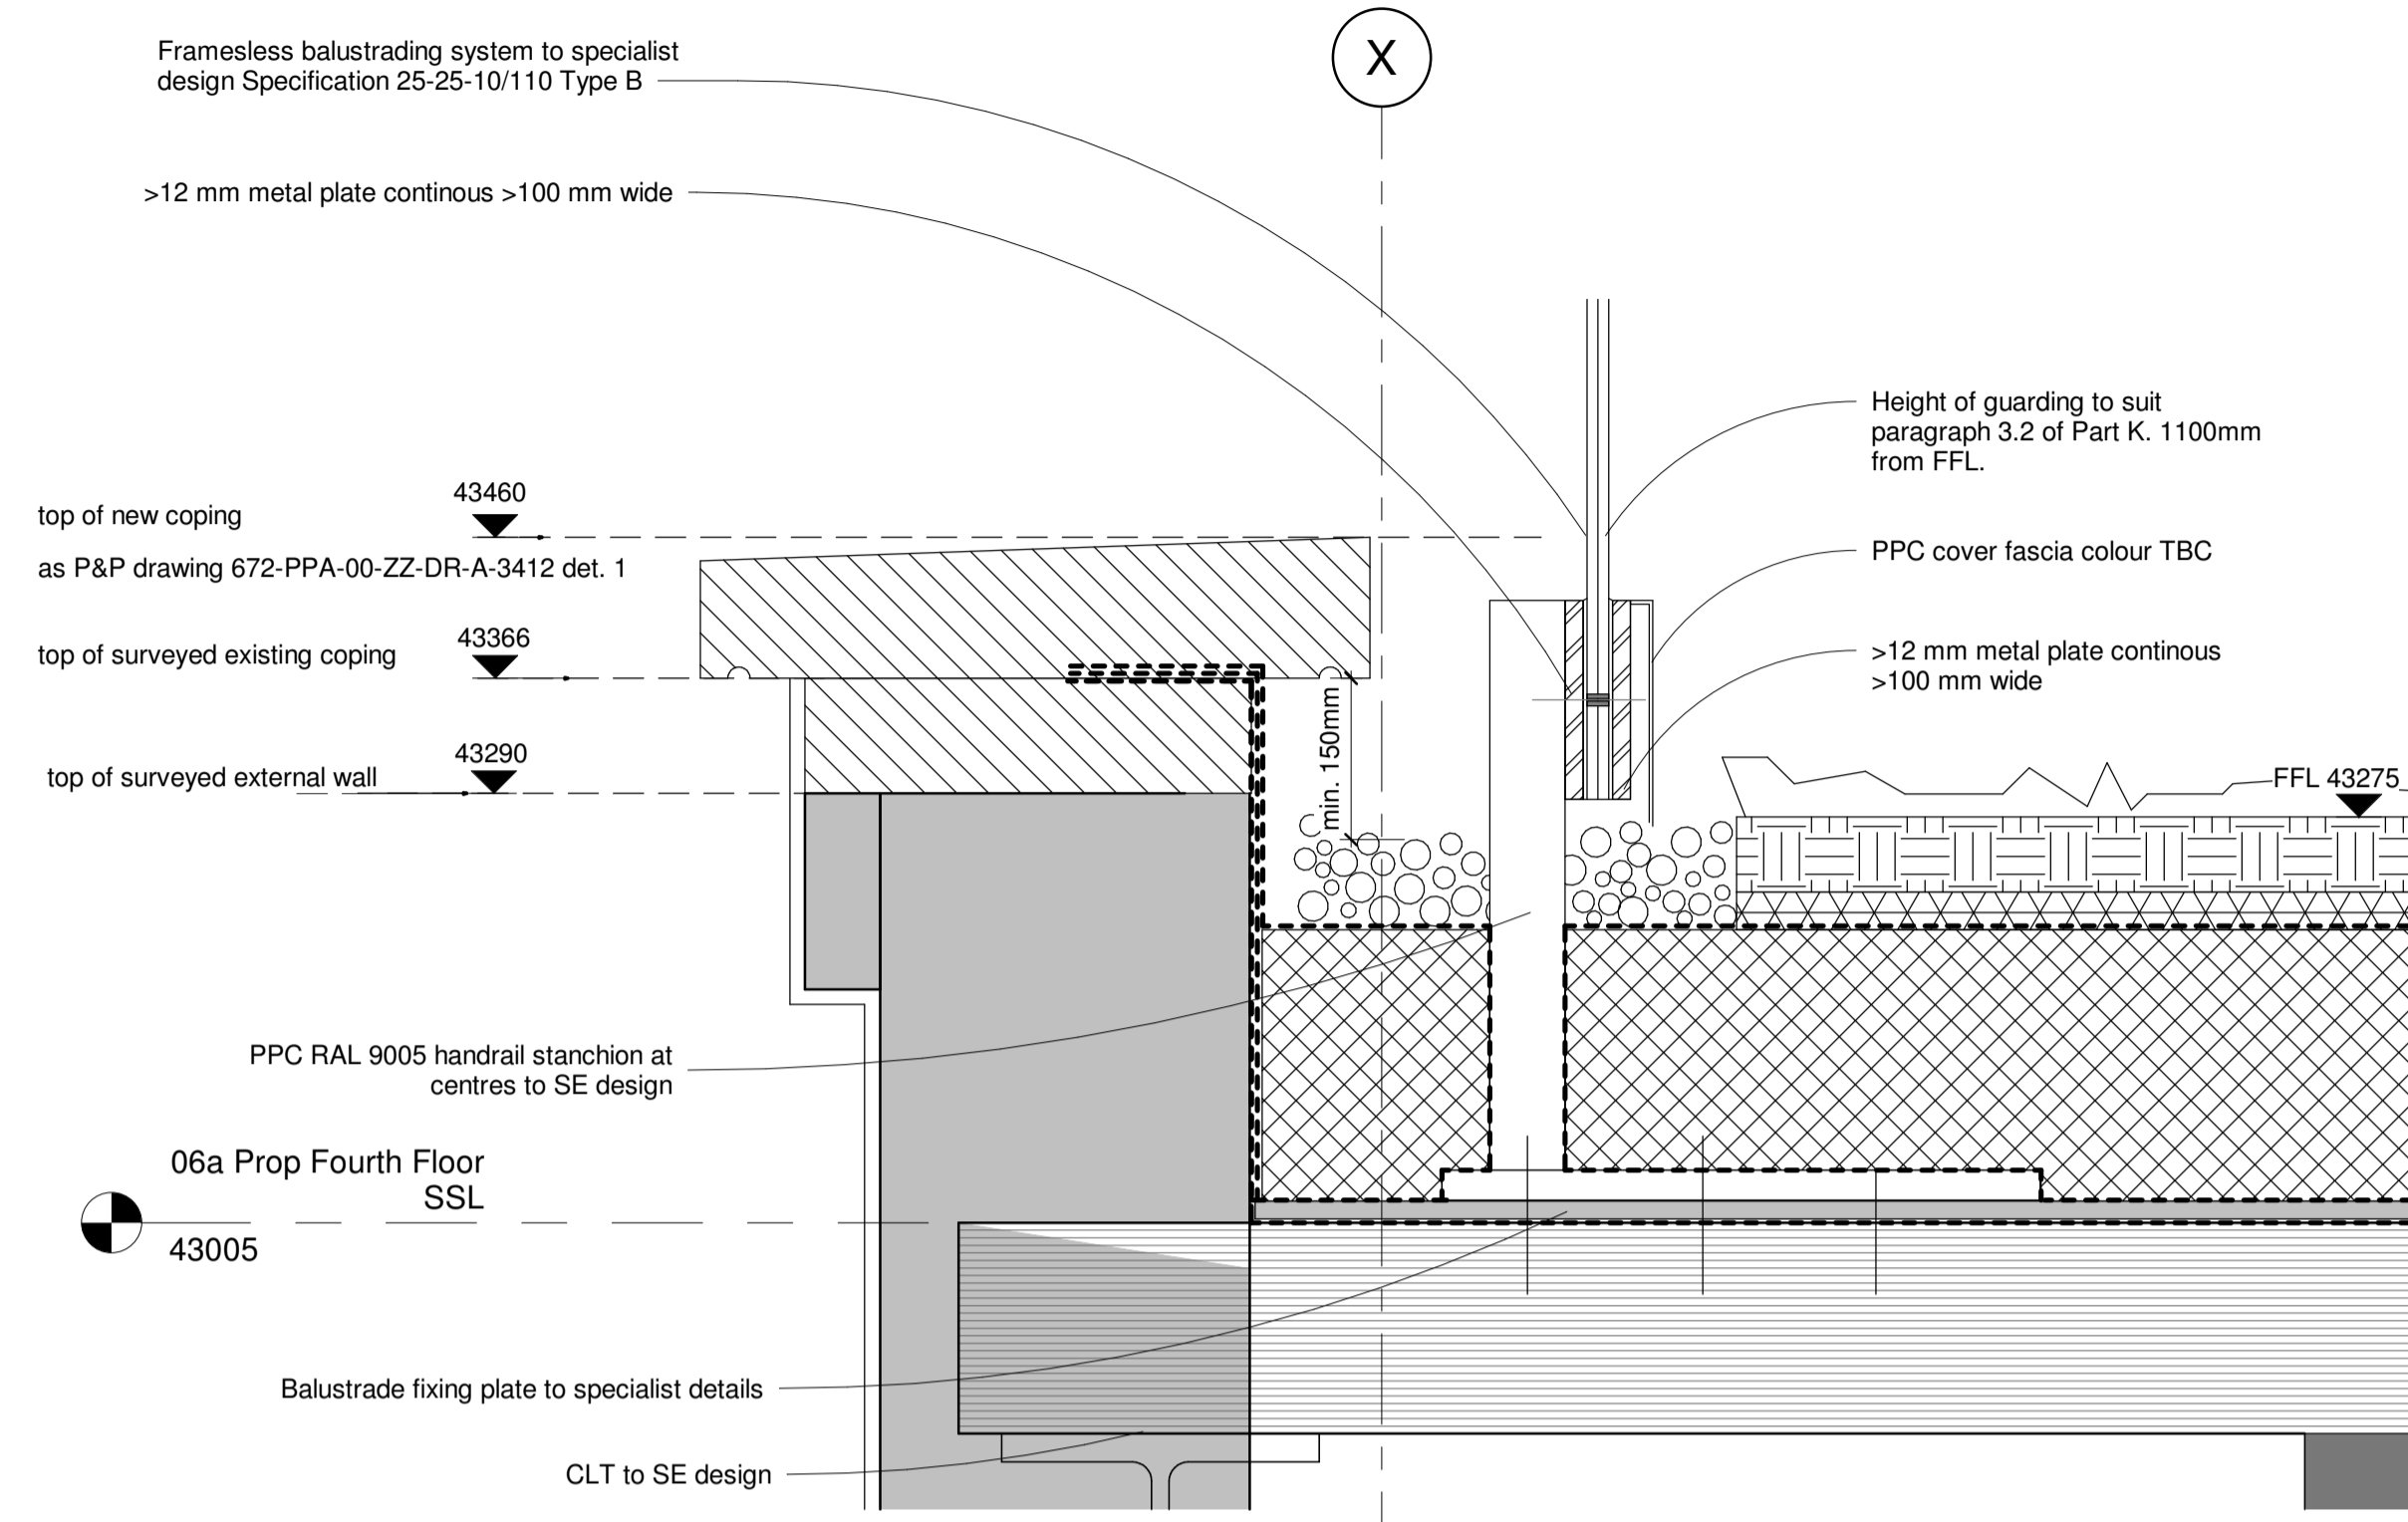 X
Framesless balustrading system to specialist
design Specification 25-25-10/110 Type B
>12 mm metal plate continous >100 mm wide
Height of guarding to suit
paragraph 3.2 of Part K. 1100mm
from FFL.
43460
top of new coping
as P&P drawing 672-PPA-00-ZZ-DR-A-3412 det. 1
PPC cover fascia colour TBC
43366
top of surveyed existing coping
>12 mm metal plate continous
>100 mm wide
min. 150mm
43290
top of surveyed external wall
FFL 43275
PPC RAL 9005 handrail stanchion at
centres to SE design
06a Prop Fourth Floor
SSL
43005
Balustrade fixing plate to specialist details
CLT to SE design